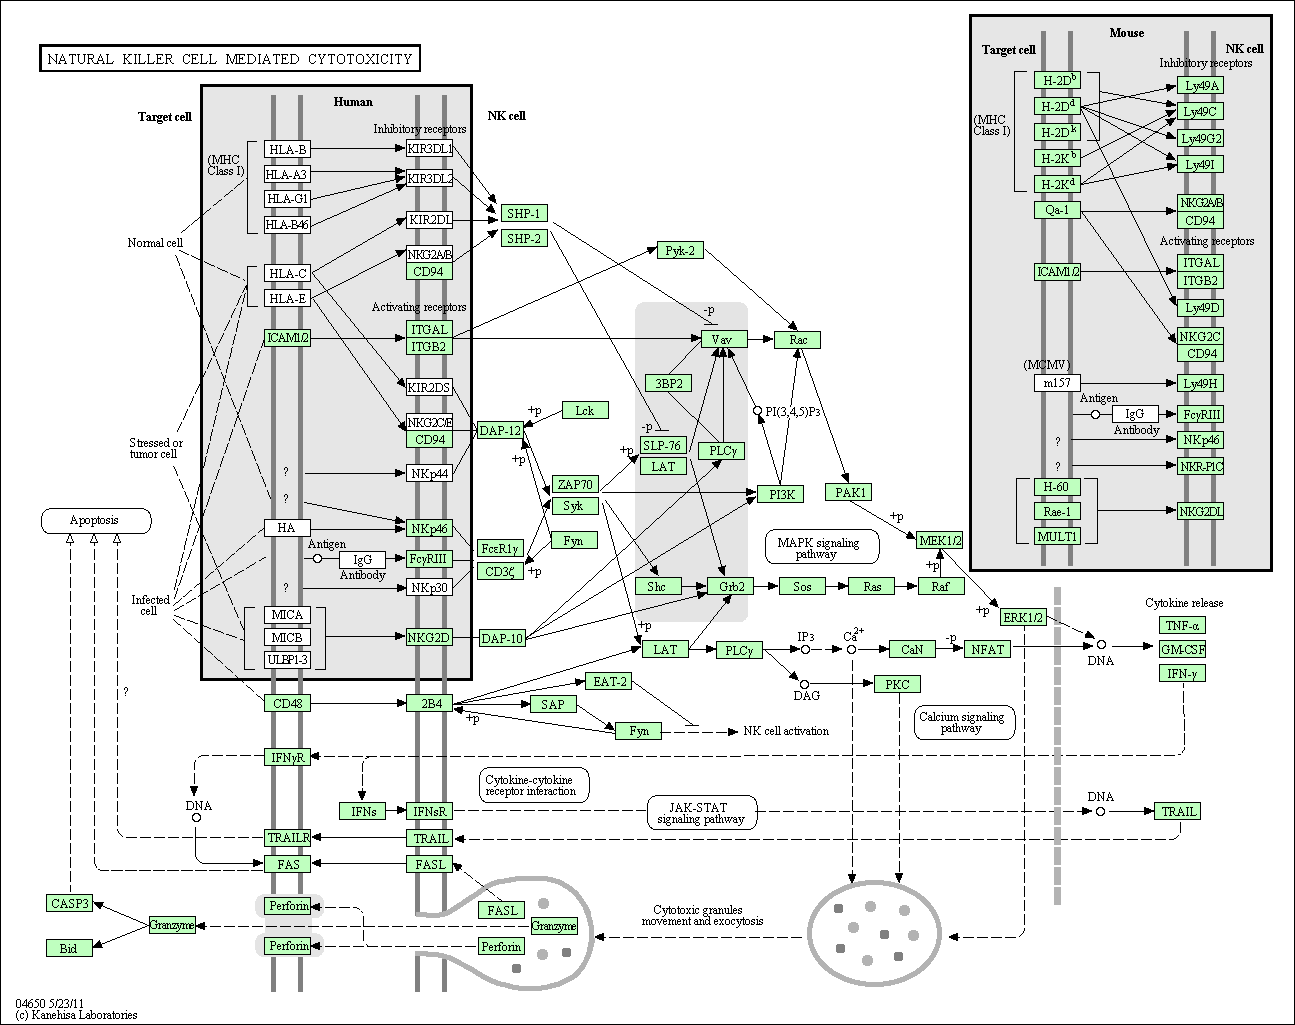 NATURAL KILLER CELL MEDIATED CYTOTOXICITY
Target cell
Human
NK cell
Inhibitory receptors
(MHC
Class I)
HLA-B
HLA-A3
HLA-G1
HLA-B46
HLA-C
HLA-E
ICAM1/2
KIR3DL1
KIR3DL2
KIR2DL
NKG2A/B
CD94
Activating receptors
ITGAL
ITGB2
KIR2DS
NKG2C/E
CD94
NKp44
NKp46
FcγRIII
NKp30
NKG2D
Normal cell
Stressed or
tumor cell
Infected
cell
?
?
HA
Antigen
IgG
Antibody
?
MICA
MICB
ULBP1-3
?
Apoptosis
SHP-1
SHP-2
Pyk-2
-p
Vav
Rac
3BP2
PI(3,4,5)P3
Lck
+p
DAP-12
+p
-p
+p
SLP-76
LAT
PLCγ
ZAP70
Syk
PI3K
PAK1
+p
Fyn
FcεR1γ
CD3ζ
+p
MAPK signaling
pathway
MEK1/2
+p
Shc
Grb2
Sos
Ras
Raf
+p
ERK1/2
DAP-10
+p
LAT
PLCγ
IP3
Ca2+
CaN
-p
NFAT
DNA
DAG
PKC
Cytokine release
TNF-α
GM-CSF
IFN-γ
CD48
2B4
+p
EAT-2
SAP
Fyn
NK cell activation
Calcium signaling
pathway
IFNγR
DNA
IFNs
IFNsR
Cytokine-cytokine
receptor interaction
JAK-STAT
signaling pathway
DNA
TRAIL
TRAILR
TRAIL
FAS
FASL
CASP3
Bid
Granzyme
Perforin
Perforin
FASL
Granzyme
Perforin
Cytotoxic granules
movement and exocytosis
Mouse
Target cell
NK cell
Inhibitory receptors
(MHC
Class I)
H-2Db
H-2Dd
H-2Dk
H-2Kb
H-2Kd
Qa-1
ICAM1/2
Ly49A
Ly49C
Ly49G2
Ly49I
NKG2A/B
CD94
Activating receptors
ITGAL
ITGB2
Ly49D
NKG2C
CD94
(MCMV)
m157
Ly49H
Antigen
IgG
Antibody
FcγRIII
?
NKp46
?
NKR-P1C
H-60
Rae-1
MULT1
NKG2DL
04650 5/23/11
(c) Kanehisa Laboratories